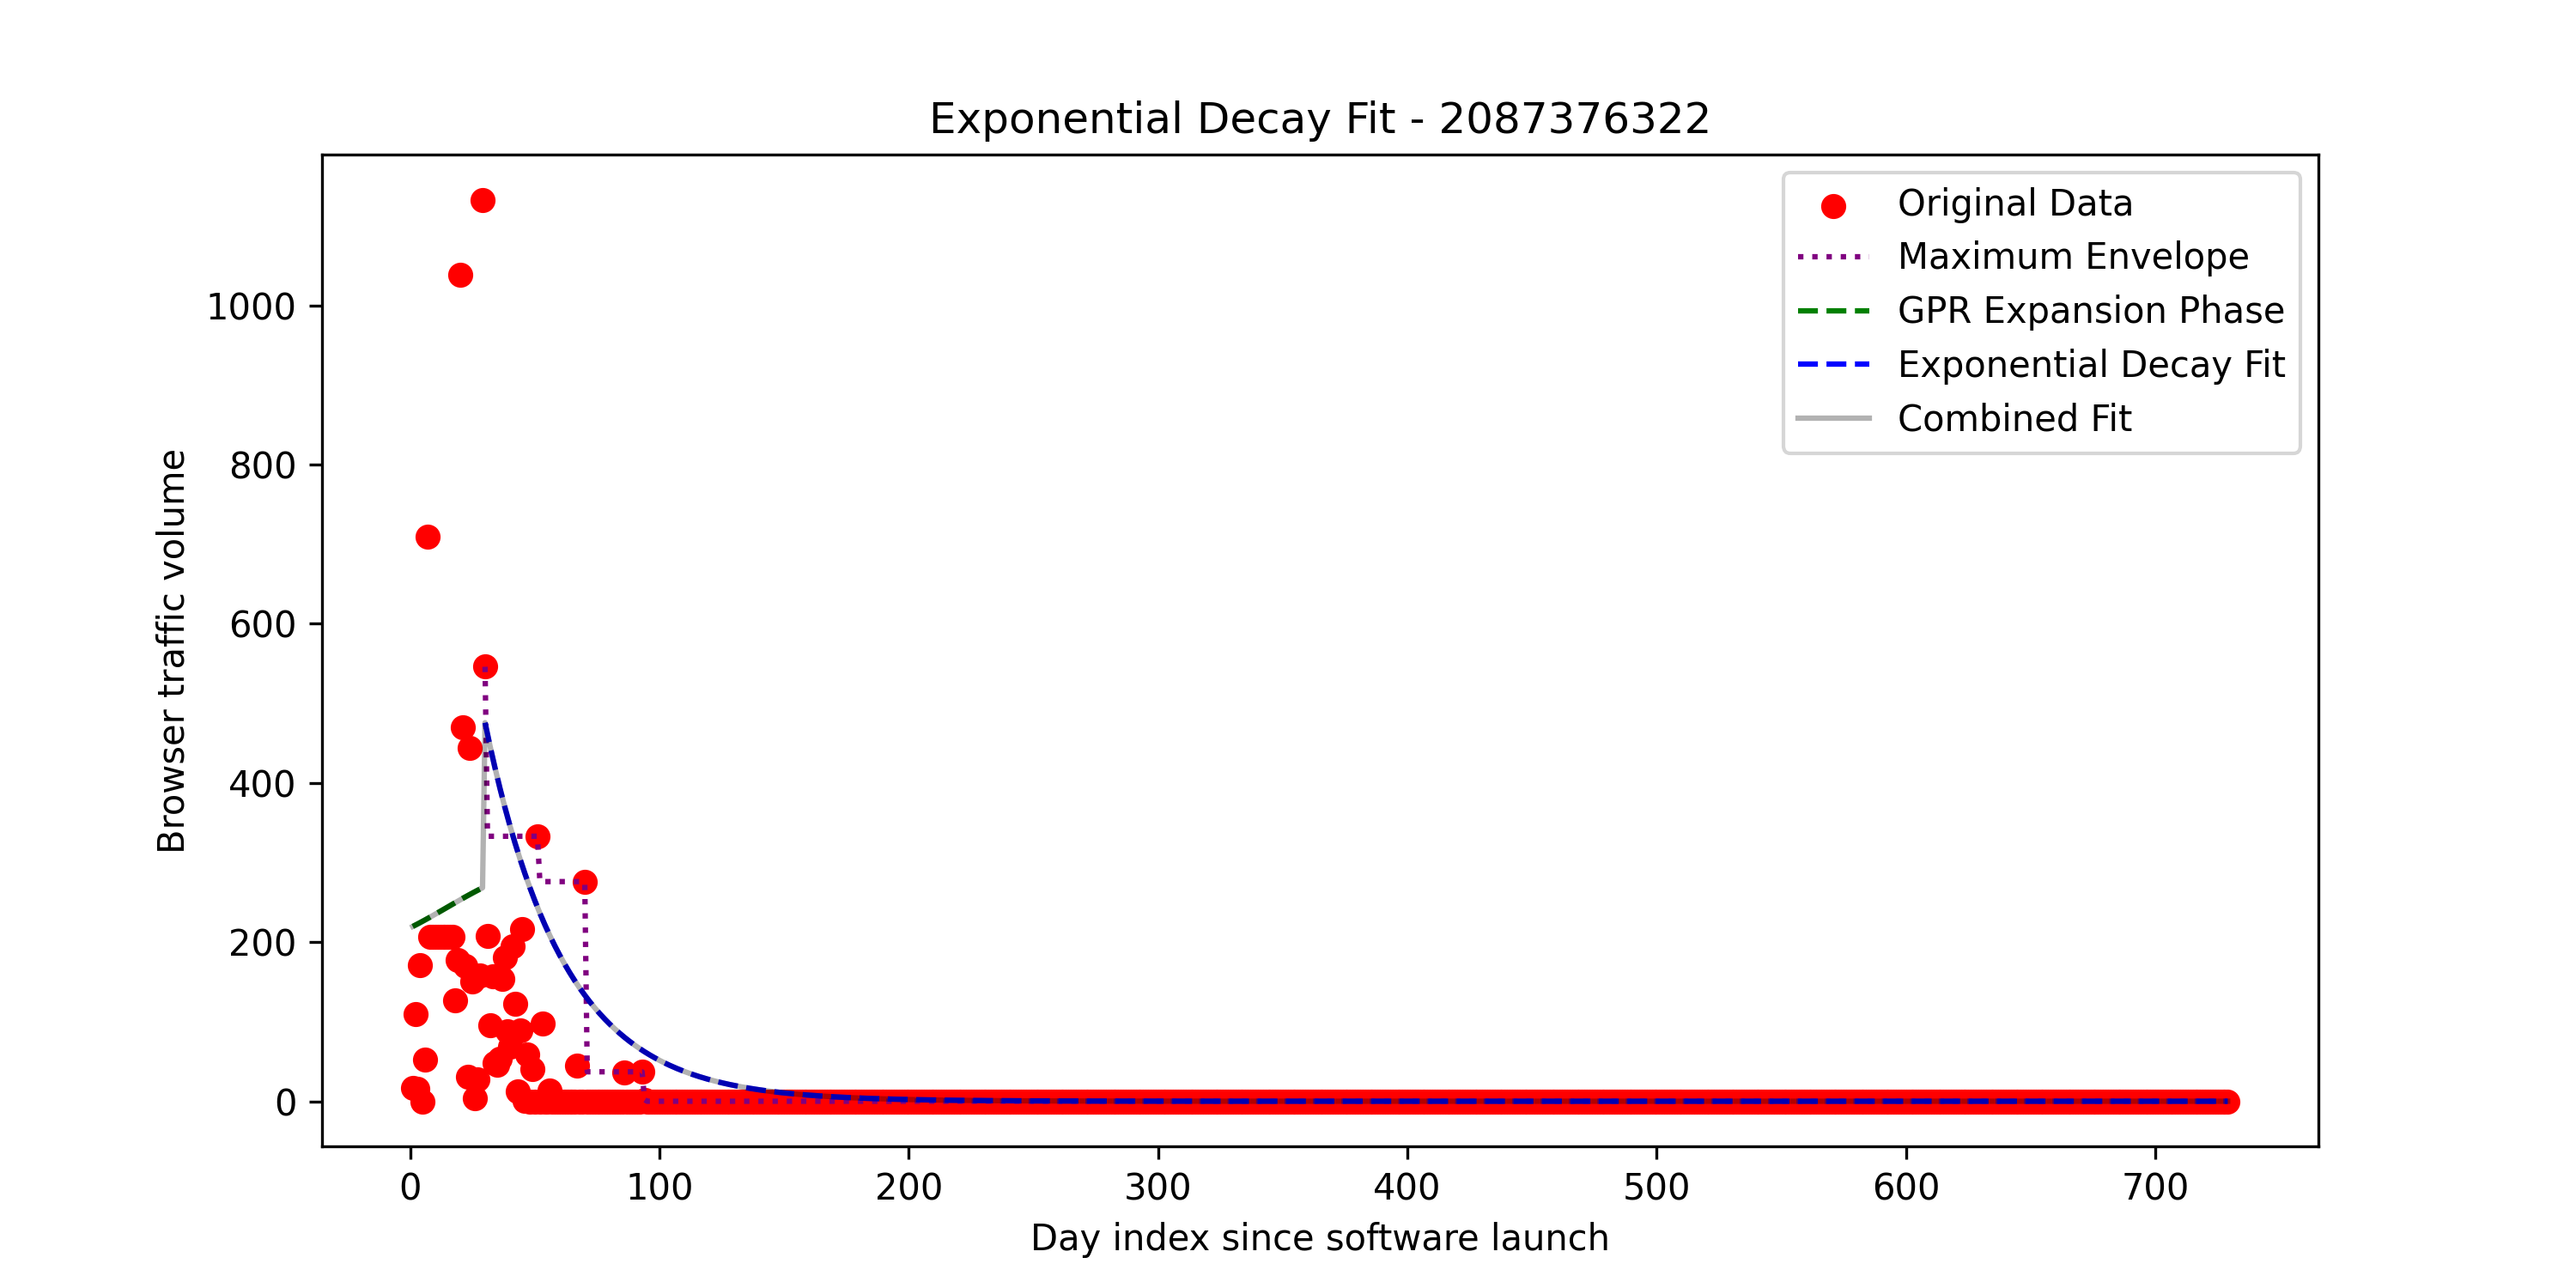 Exponential Decay Fit - 2087376322
Original Data
Maximum Envelope
GPR Expansion Phase
Exponential Decay Fit
Combined Fit
Browser traffic volume
1000
800
600
400
200
0
0 100 200 300 400 500 600 700
Day index since software launch